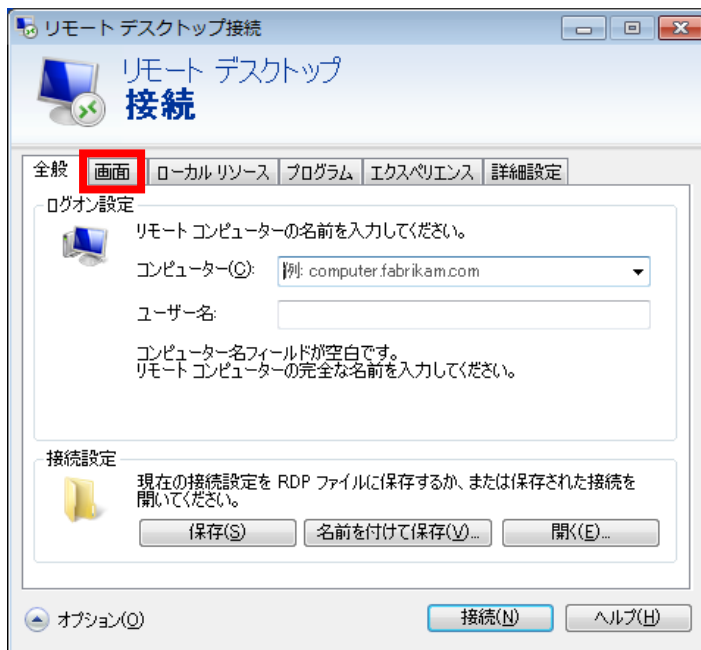 リモート デスクトップ接続
リモート デスクトップ
接続
全般 画面 ローカル リソース プログラム エクスペリエンス 詳細設定
ログオン設定
リモート コンピューターの名前を入力してください。
コンピューター(C): 例: computer.fabrikam.com
ユーザー名:
コンピューター名フィールドが空白です。
リモート コンピューターの完全な名前を入力してください。
接続設定
現在の接続設定を RDP ファイルに保存するか、または保存された接続を
開いてください。
保存(S) 名前を付けて保存(V)... 開く(E)...
オプション(O) 接続(N) ヘルプ(H)